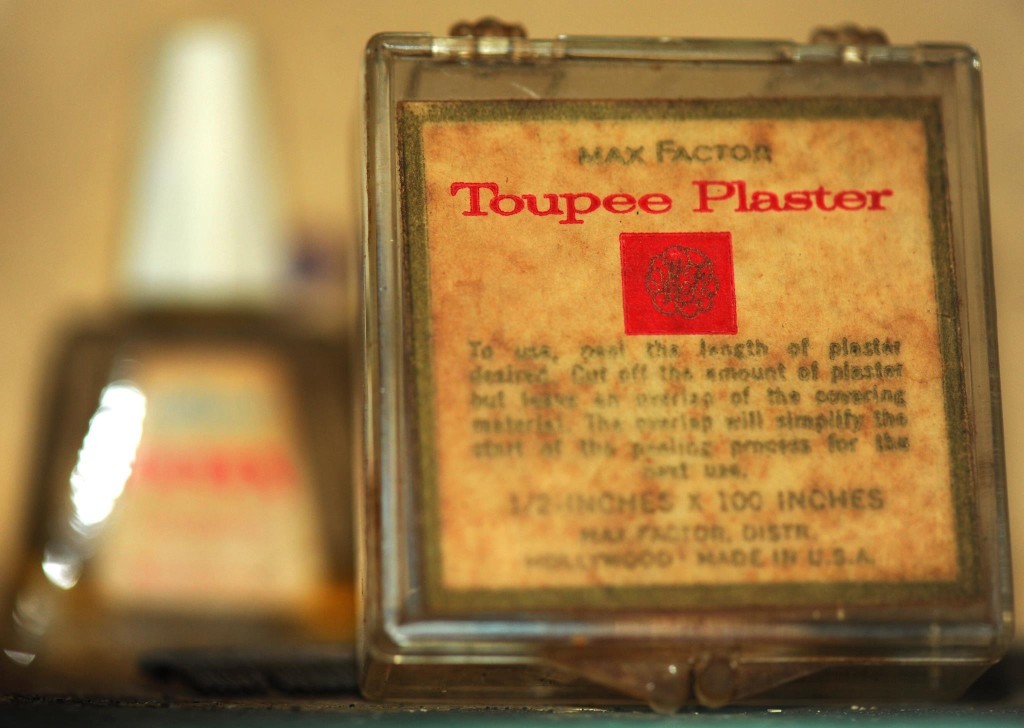 MAX FACTOR
Toupee Plaster
To use, peel the length of plaster
desired. Cut off the amount of plaster
but leave an overlap of the covering
material. The overlap will simplify the
start of the peeling process for the
next use.
1/2-INCHES X 100 INCHES
MAX FACTOR, DISTR.
HOLLYWOOD · MADE IN U.S.A.